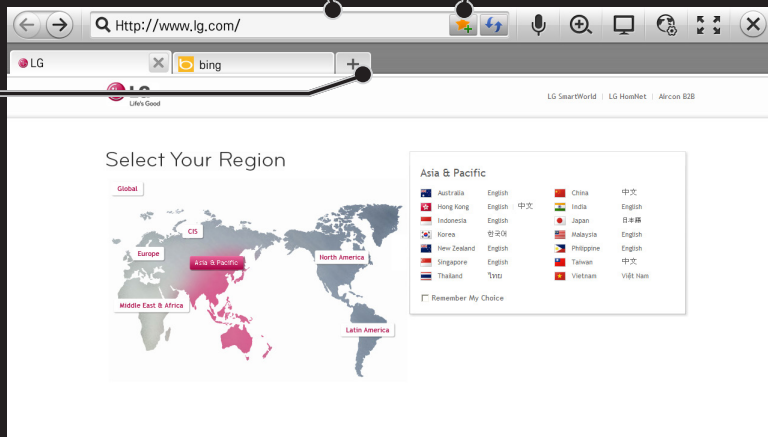 Http://www.lg.com/
LG
bing
LG
Life's Good
LG SmartWorld | LG HomNet | Aircon B2B
Select Your Region
Global
CIS
Europe
Asia & Pacific
North America
Middle East & Africa
Latin America
Asia & Pacific
Australia English China 中文
Hong Kong English 中文 India English
Indonesia English Japan 日本語
Korea 한국어 Malaysia English
New Zealand English Philippine English
Singapore English Taiwan 中文
Thailand ไทย Vietnam Việt Nam
Remember My Choice